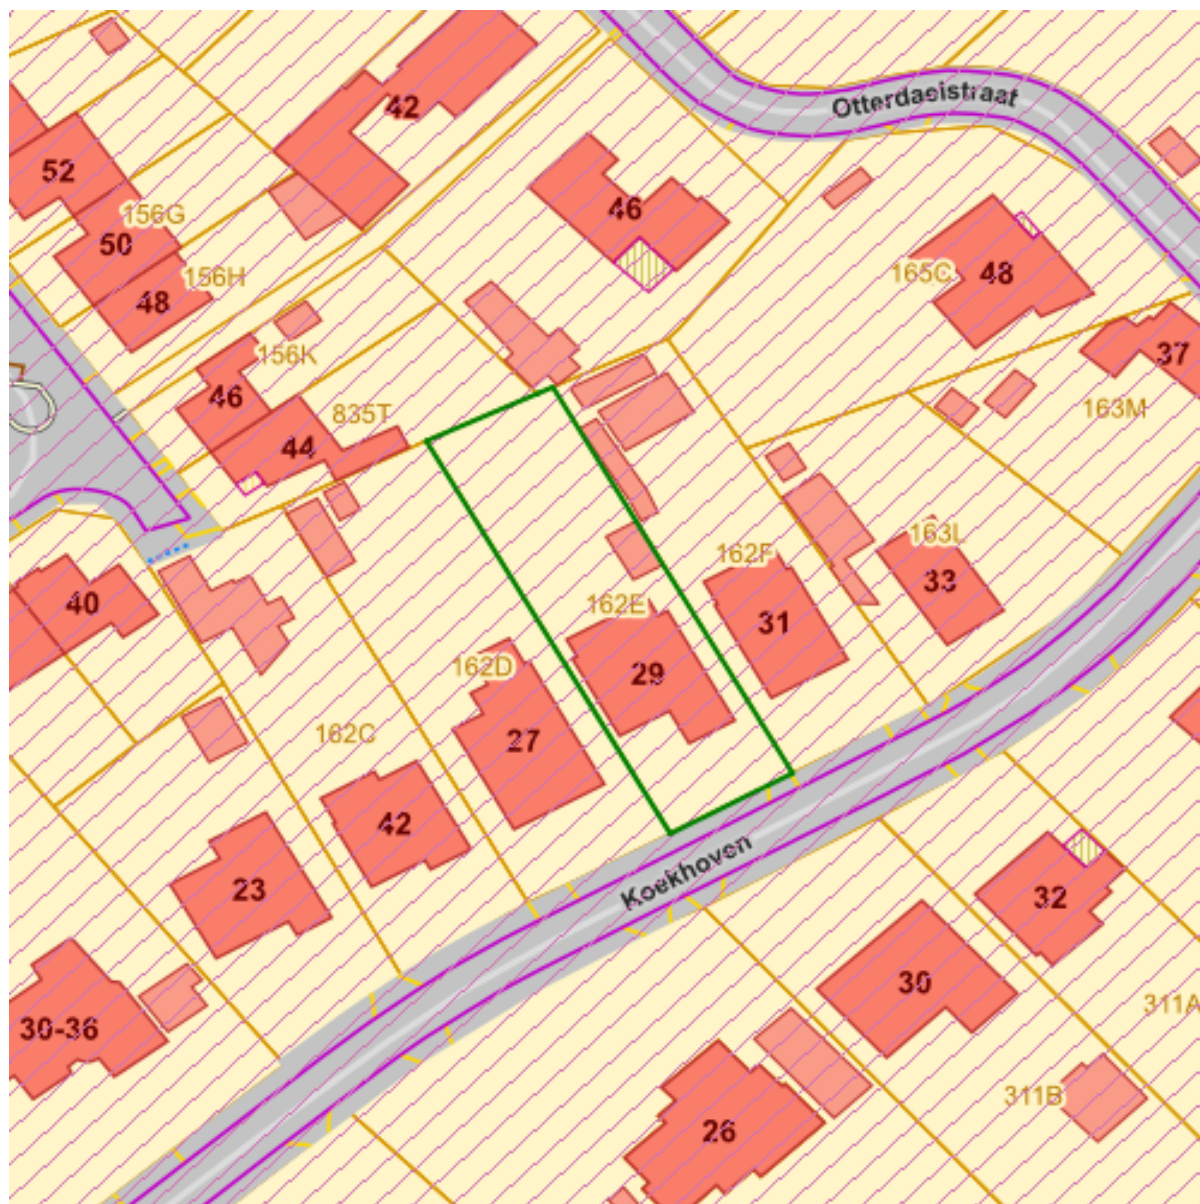 Otterdaelstraat
42
52
156G
46
50
156H
165C
48
48
156K
37
46
835T
163M
44
162F
163L
40
162E
33
31
162D
29
162C
27
42
Koekhoven
23
32
30
311A
30-36
311B
26